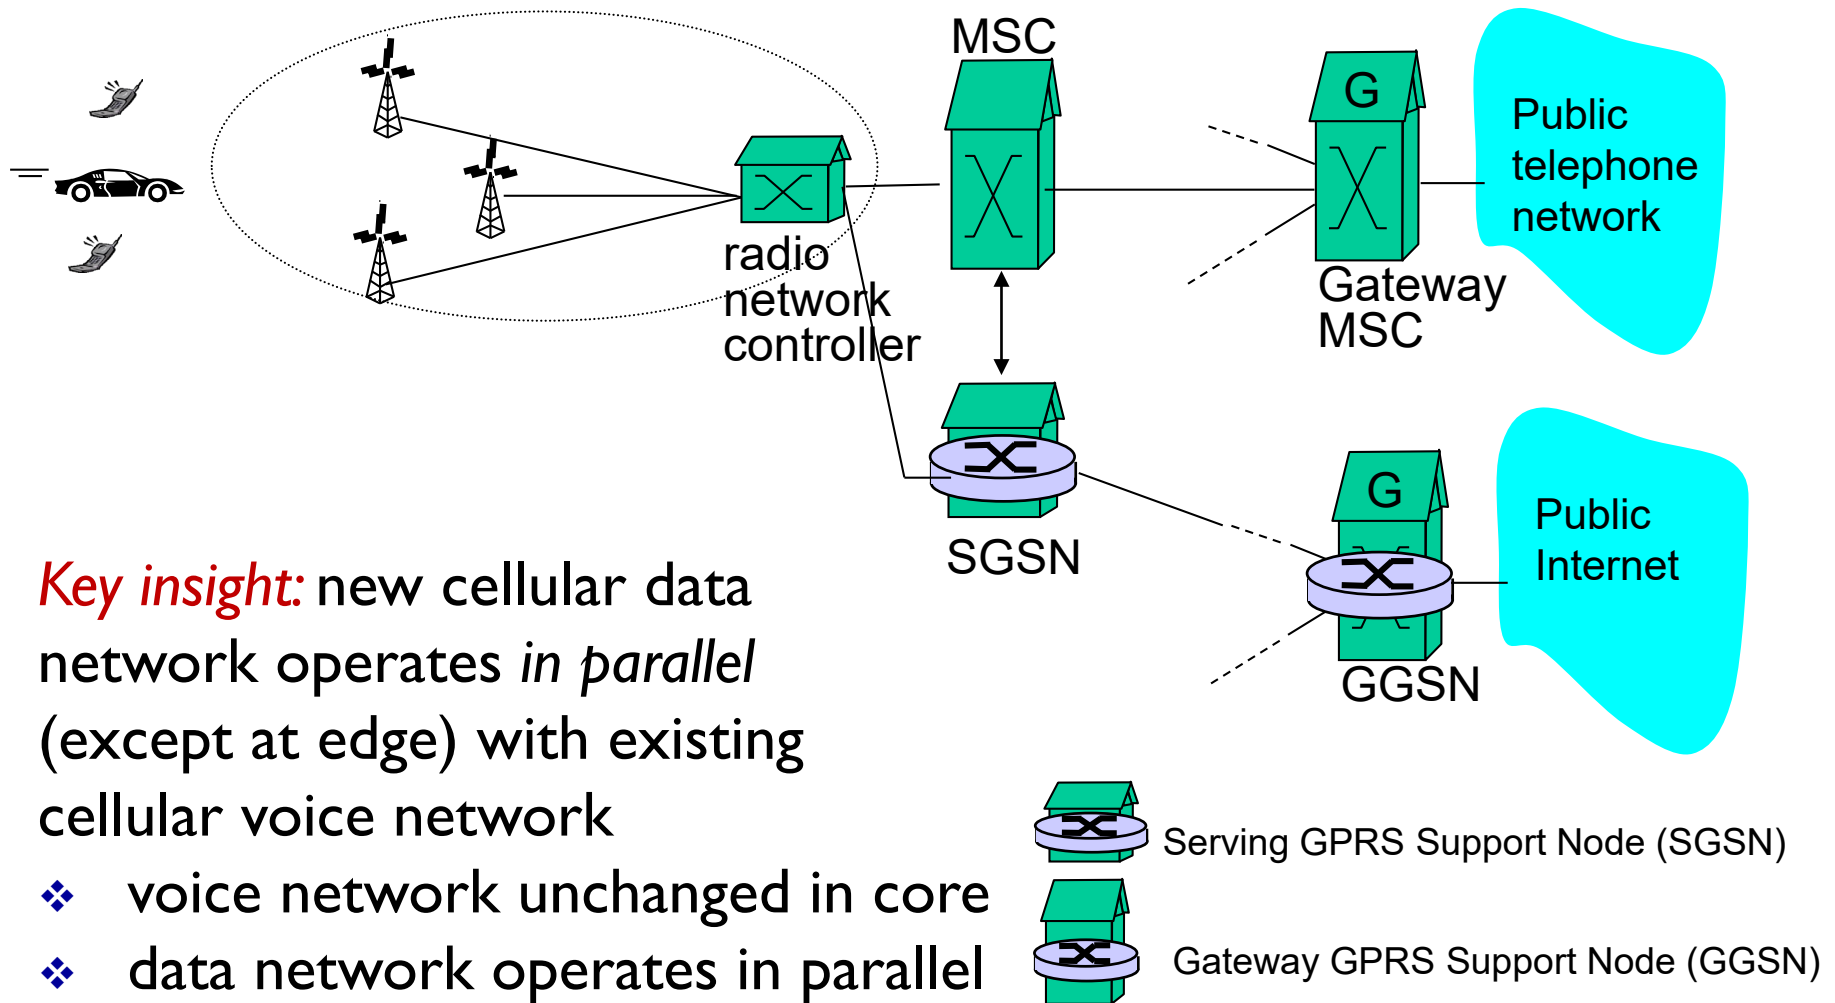 MSC
G
Public
telephone
network
radio
network
controller
Gateway
MSC
G
Public
Internet
SGSN
GGSN
Key insight: new cellular data
network operates in parallel
(except at edge) with existing
cellular voice network
❖ voice network unchanged in core
❖ data network operates in parallel
Serving GPRS Support Node (SGSN)
Gateway GPRS Support Node (GGSN)